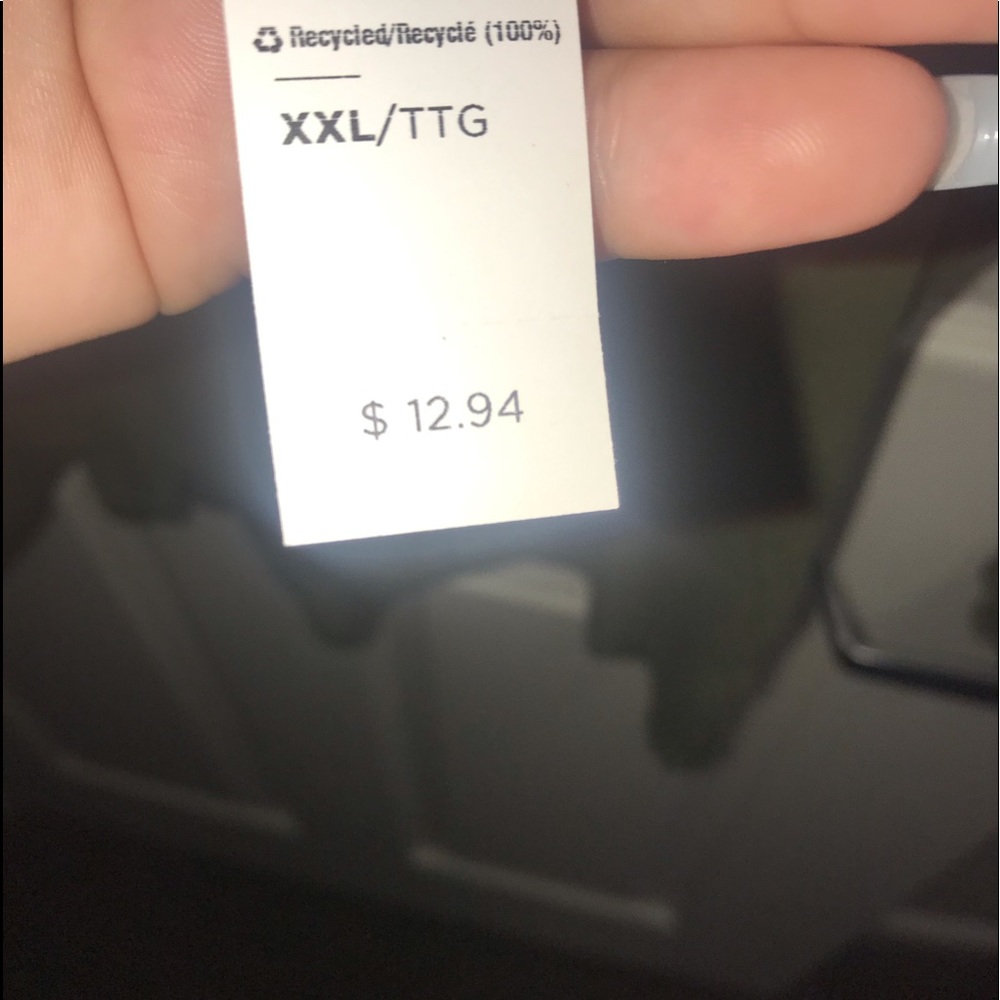 Recycled/Recyclé (100%)
XXL/TTG
$ 12.94